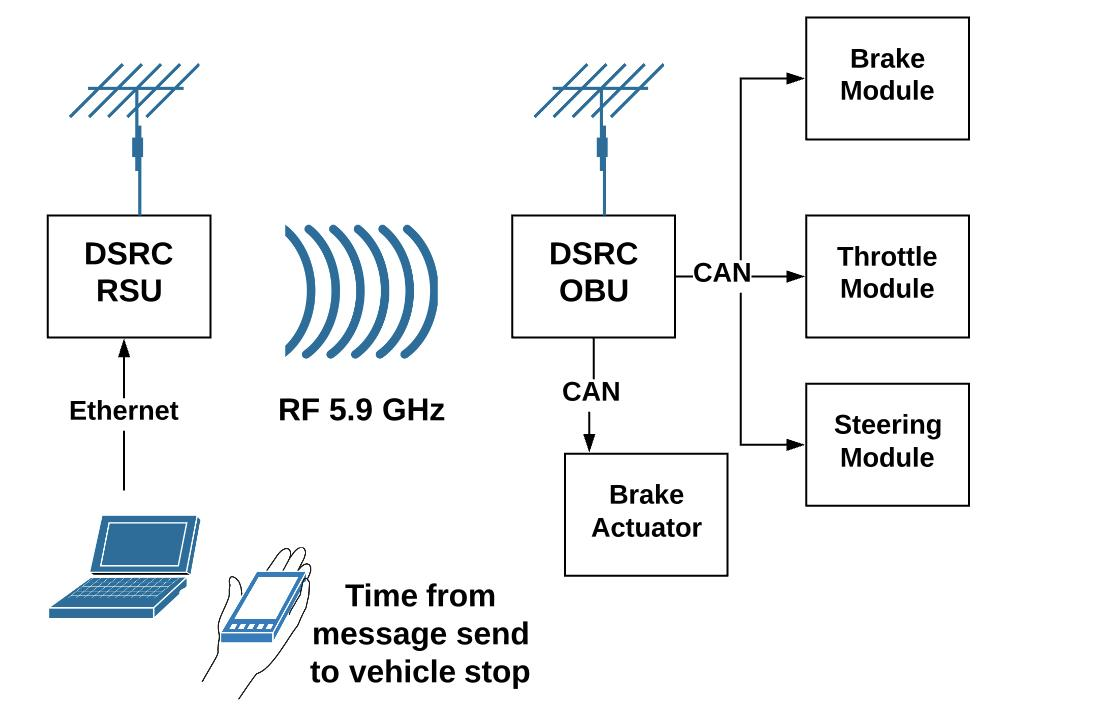 Brake
Module
DSRC
RSU
DSRC
OBU
CAN
Throttle
Module
Ethernet
RF 5.9 GHz
CAN
Steering
Module
Brake
Actuator
Time from
message send
to vehicle stop